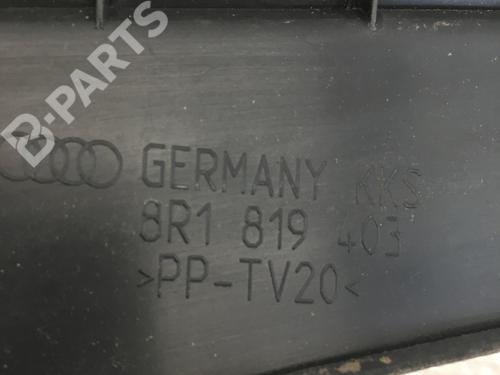 B-PARTS
GERMANY KKS
8R1 819 403
>PP-TV20<